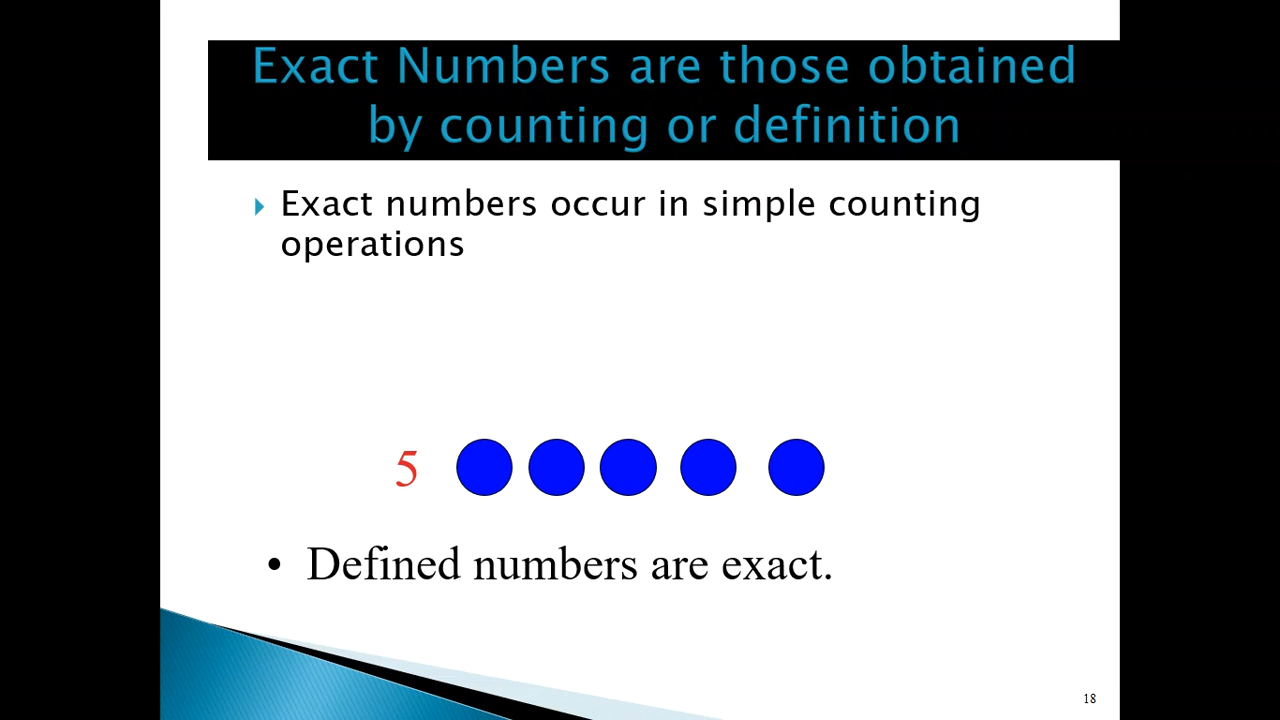 Exact Numbers are those obtained
by counting or definition
Exact numbers occur in simple counting
operations
5
• Defined numbers are exact.
18